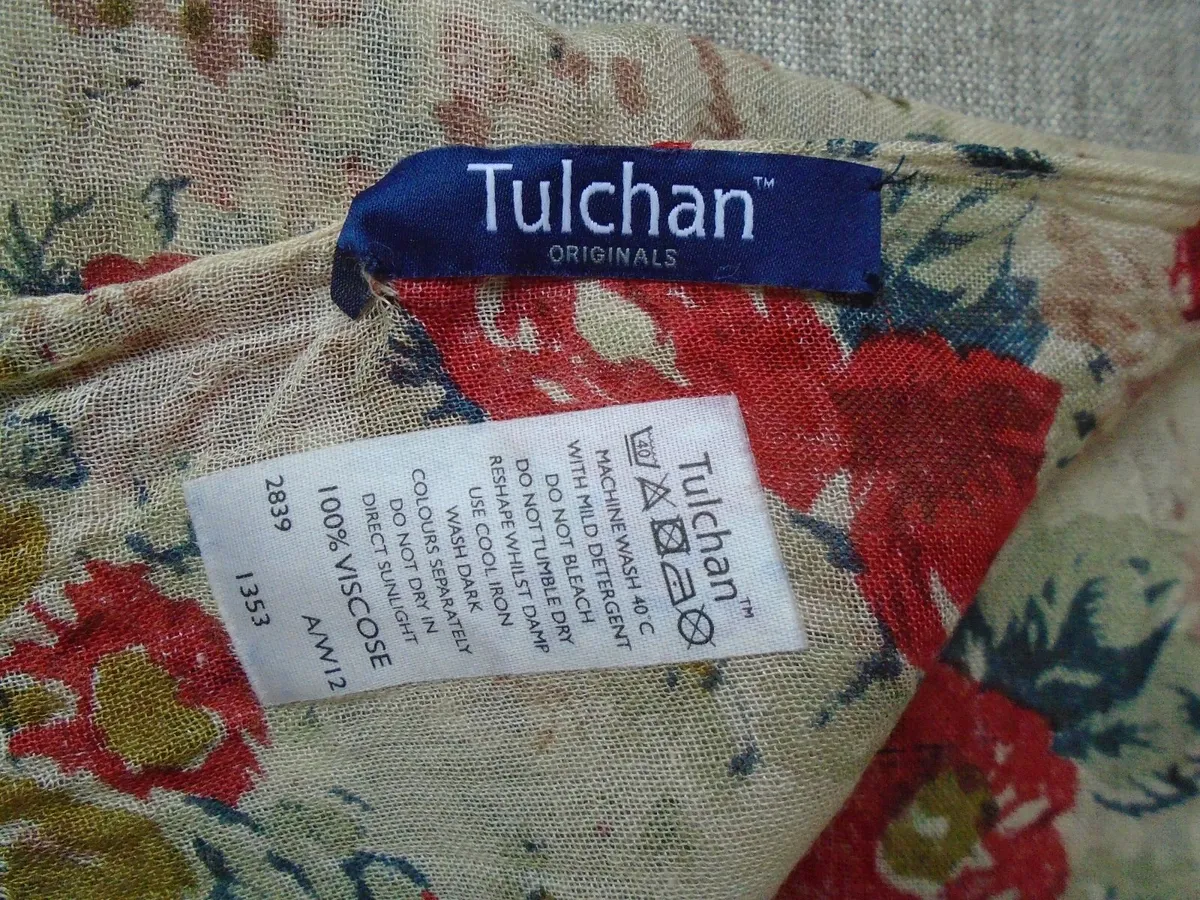 Tulchan™
ORIGINALS
Tulchan™
40
MACHINE WASH 40°C
WITH MILD DETERGENT
DO NOT BLEACH
DO NOT TUMBLE DRY
RESHAPE WHILST DAMP
USE COOL IRON
WASH DARK
COLOURS SEPARATELY
DO NOT DRY IN
DIRECT SUNLIGHT
100% VISCOSE
A/W12
2839
1353